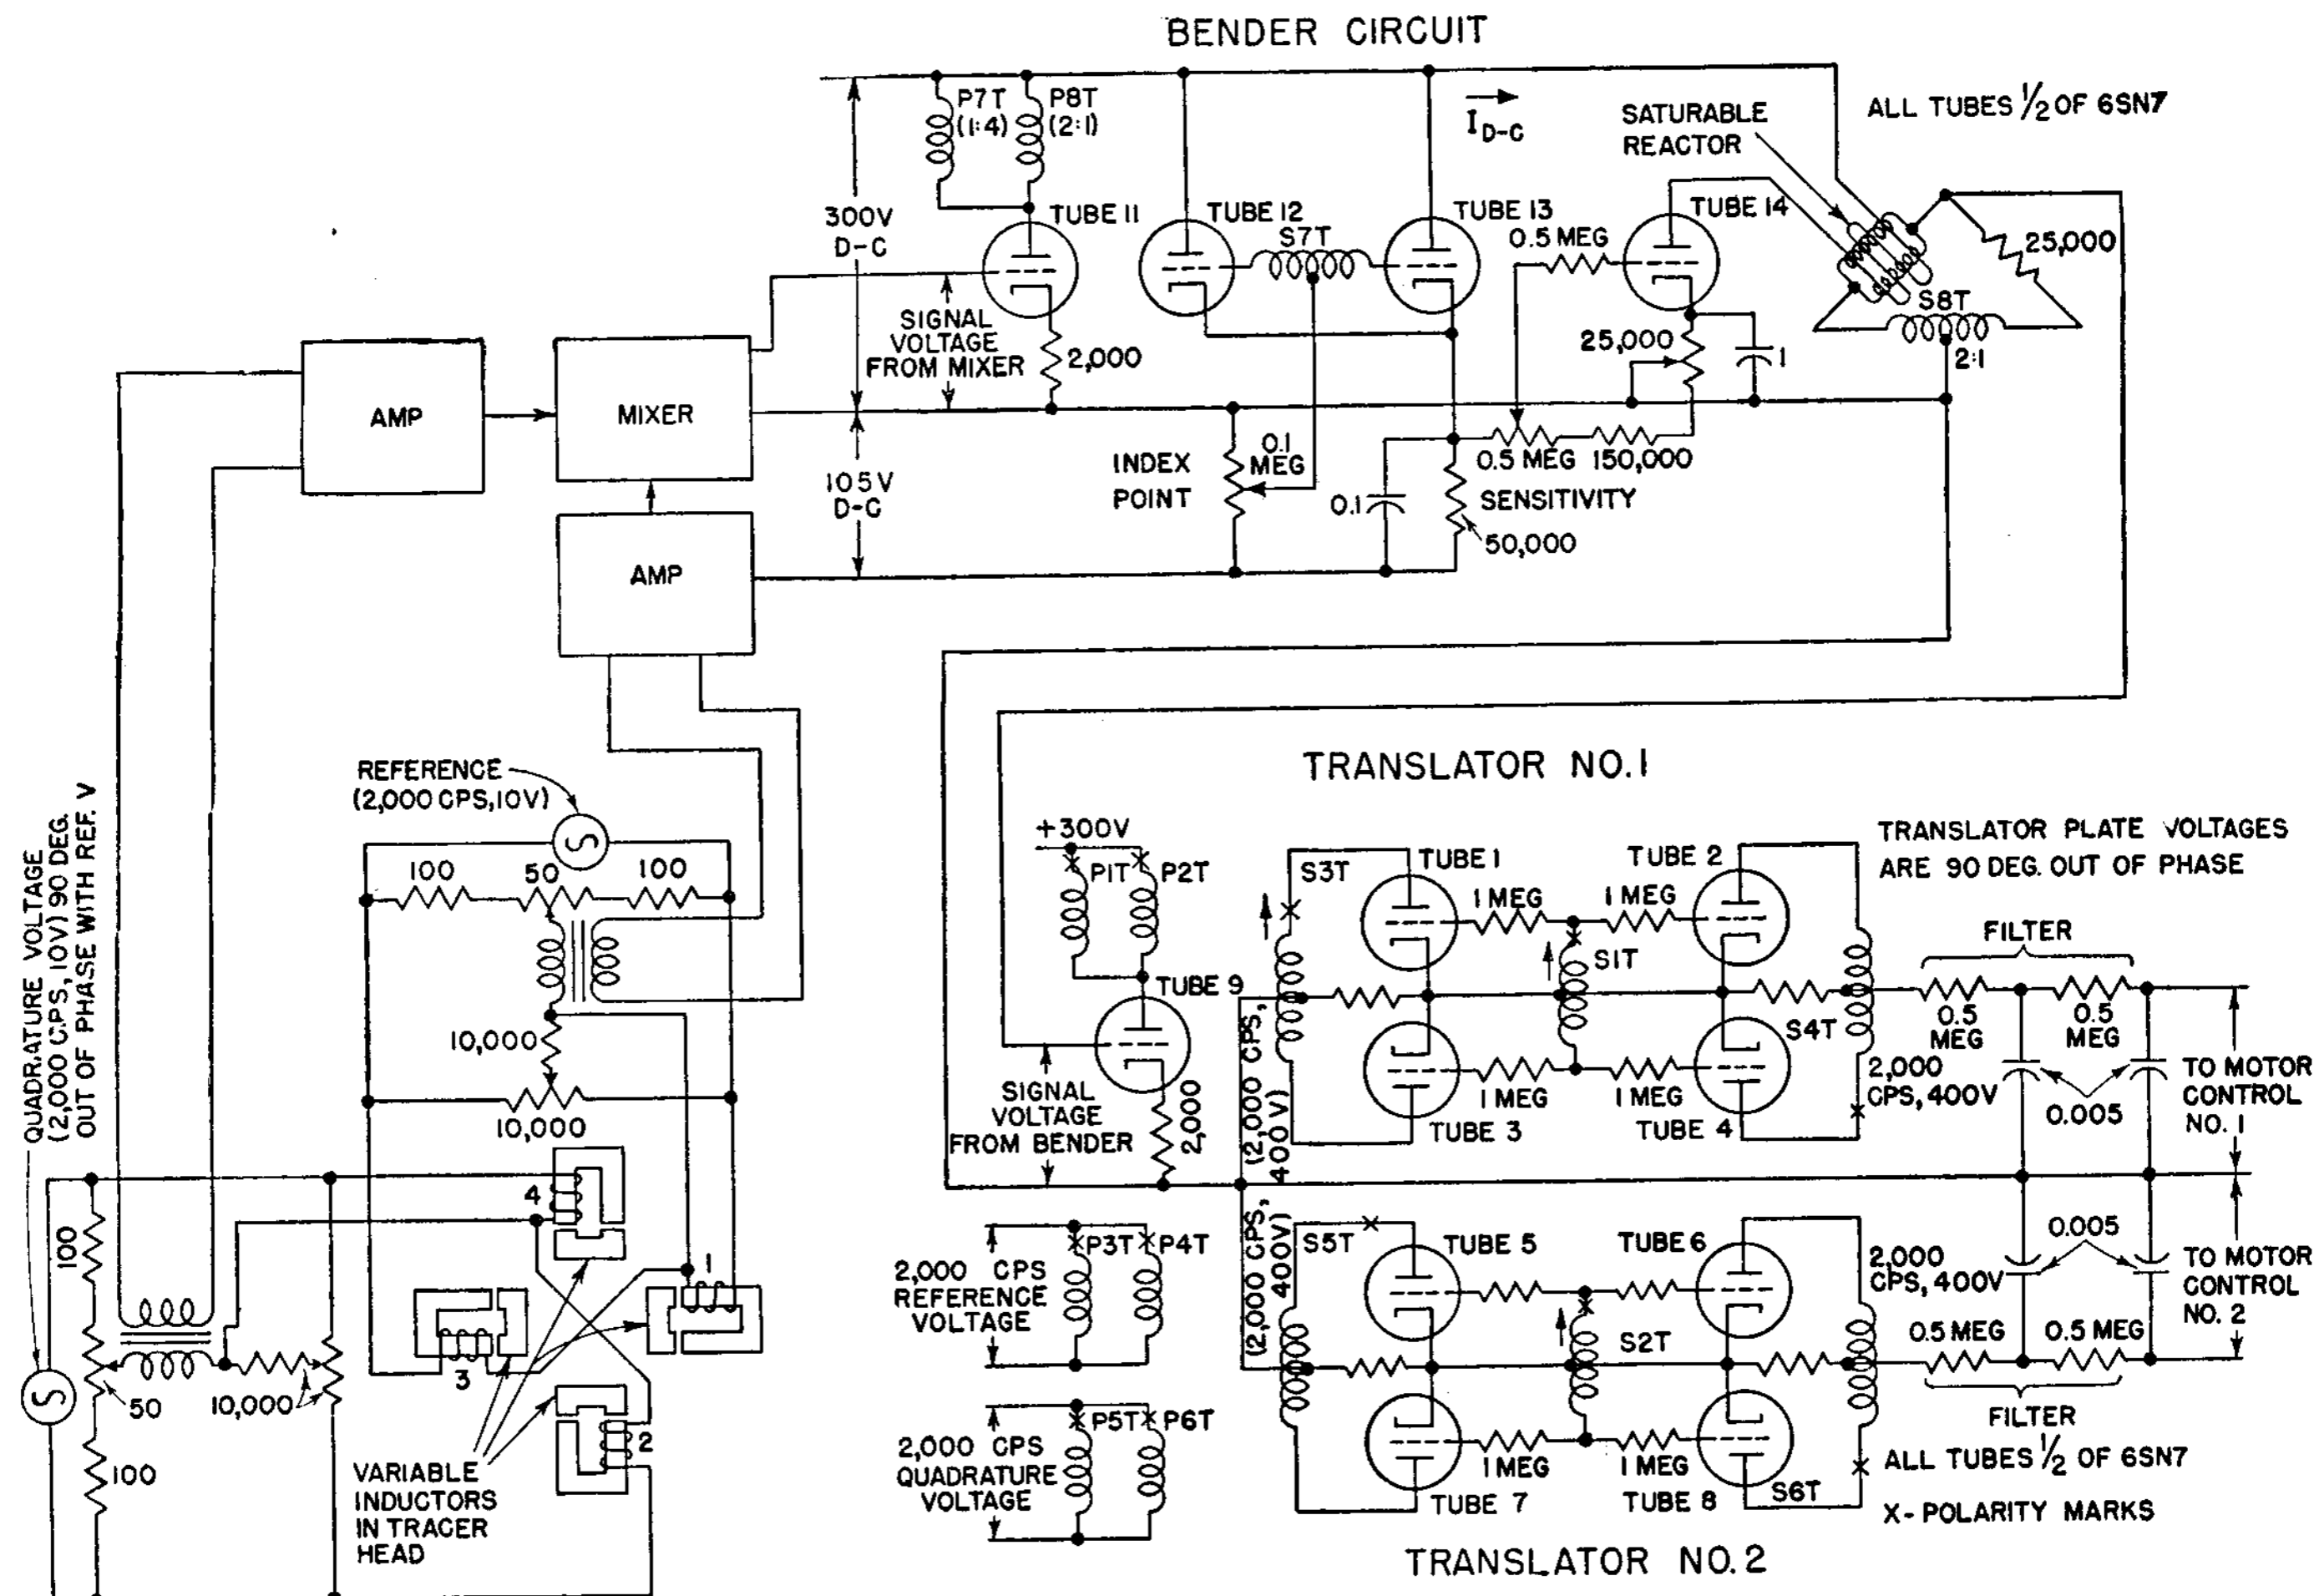 BENDER CIRCUIT
P7T
(1:4)
P8T
(2:1)
I D-C
SATURABLE
REACTOR
ALL TUBES 1/2 OF 6SN7
300V
D-C
TUBE 11
TUBE 12
S7T
TUBE 13
0.5 MEG
TUBE 14
25,000
S8T
2:1
SIGNAL
VOLTAGE
FROM MIXER
2,000
25,000
1
AMP
MIXER
105V
D-C
INDEX
POINT
0.1
MEG
0.1
0.5 MEG
150,000
SENSITIVITY
50,000
AMP
REFERENCE
(2,000 CPS, 10V)
100
50
100
10,000
10,000
QUADRATURE VOLTAGE
(2,000 CPS, 10V) 90 DEG.
OUT OF PHASE WITH REF. V
100
50
100
10,000
4
1
3
2
VARIABLE
INDUCTORS
IN TRACER
HEAD
TRANSLATOR NO. 1
+300V
P1T
P2T
TUBE 9
SIGNAL
VOLTAGE
FROM BENDER
2,000
S3T
TUBE 1
1 MEG
1 MEG
TUBE 2
S1T
(2,000 CPS,
400 V)
1 MEG
1 MEG
TUBE 3
TUBE 4
S4T
2,000
CPS, 400V
TRANSLATOR PLATE VOLTAGES
ARE 90 DEG. OUT OF PHASE
FILTER
0.5
MEG
0.5
MEG
0.005
TO MOTOR
CONTROL
NO. 1
2,000 CPS
REFERENCE
VOLTAGE
P3T
P4T
2,000 CPS
QUADRATURE
VOLTAGE
P5T
P6T
(2,000 CPS,
400V)
S5T
TUBE 5
TUBE 6
S2T
1 MEG
1 MEG
TUBE 7
TUBE 8
S6T
2,000
CPS, 400V
0.005
TO MOTOR
CONTROL
NO. 2
0.5 MEG
0.5 MEG
FILTER
ALL TUBES 1/2 OF 6SN7
X-POLARITY MARKS
TRANSLATOR NO. 2